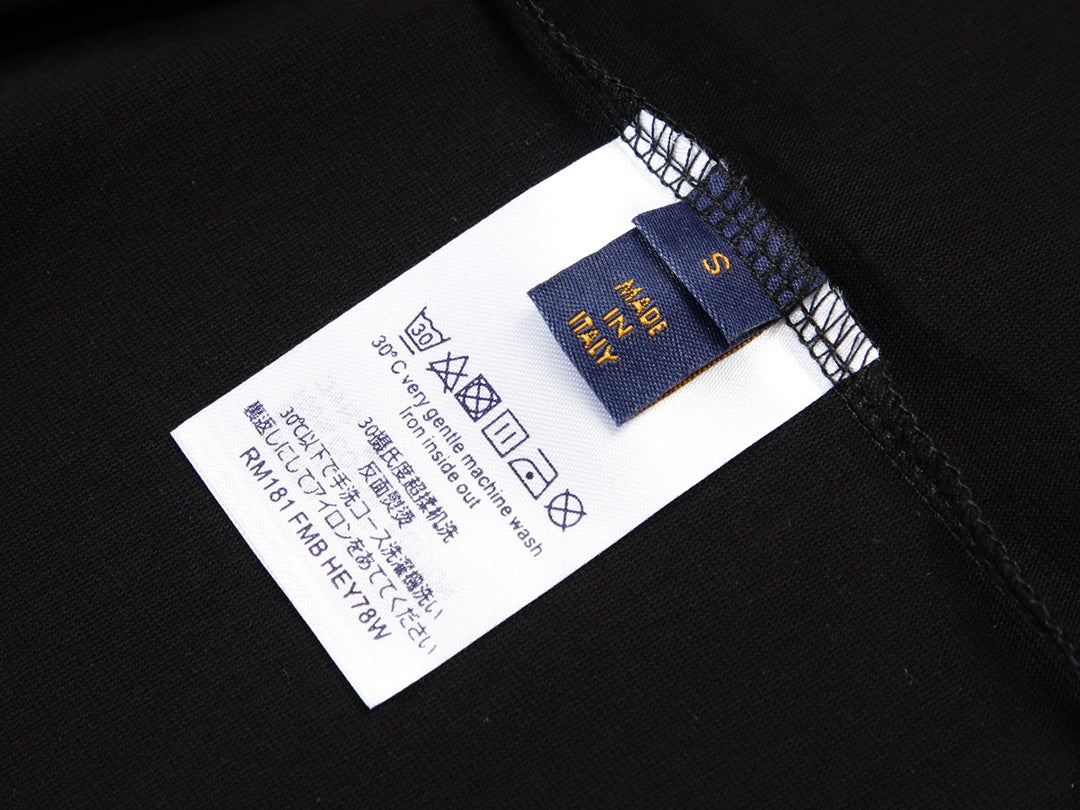 S
MADE
IN
ITALY
30
30°C very gentle machine wash
Iron inside out
30摄氏度超柔机洗
反面熨烫
30℃以下で手洗コース洗濯機洗い
裏返しにしてアイロンをあててください
RM181 FMB HEY78W